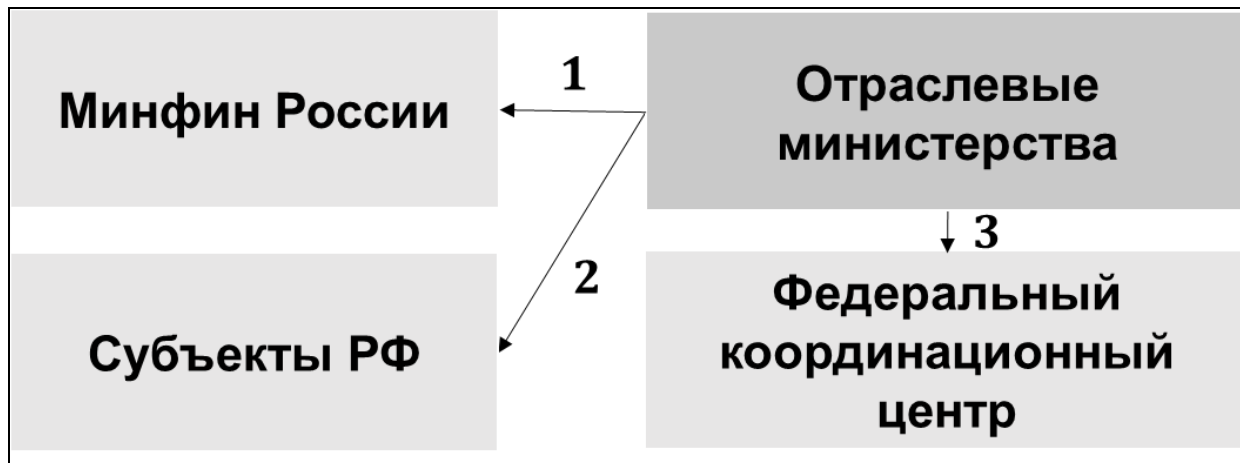 Минфин России
1
Отраслевые
министерства
2
3
Субъекты РФ
Федеральный
координационный
центр